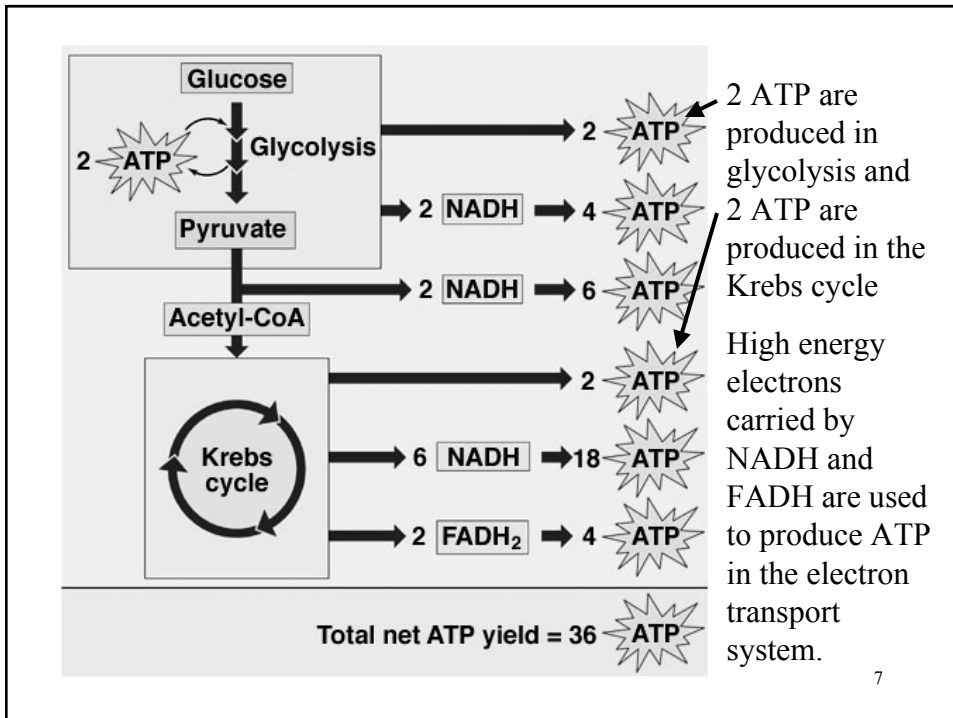 Glucose
2 ATP
Glycolysis
Pyruvate
2 ATP
2 NADH 4 ATP
2 NADH 6 ATP
Acetyl-CoA
2 ATP
Krebs
cycle
6 NADH 18 ATP
2 FADH₂ 4 ATP
Total net ATP yield = 36 ATP
2 ATP are
produced in
glycolysis and
2 ATP are
produced in the
Krebs cycle
High energy
electrons
carried by
NADH and
FADH are used
to produce ATP
in the electron
transport
system.
7